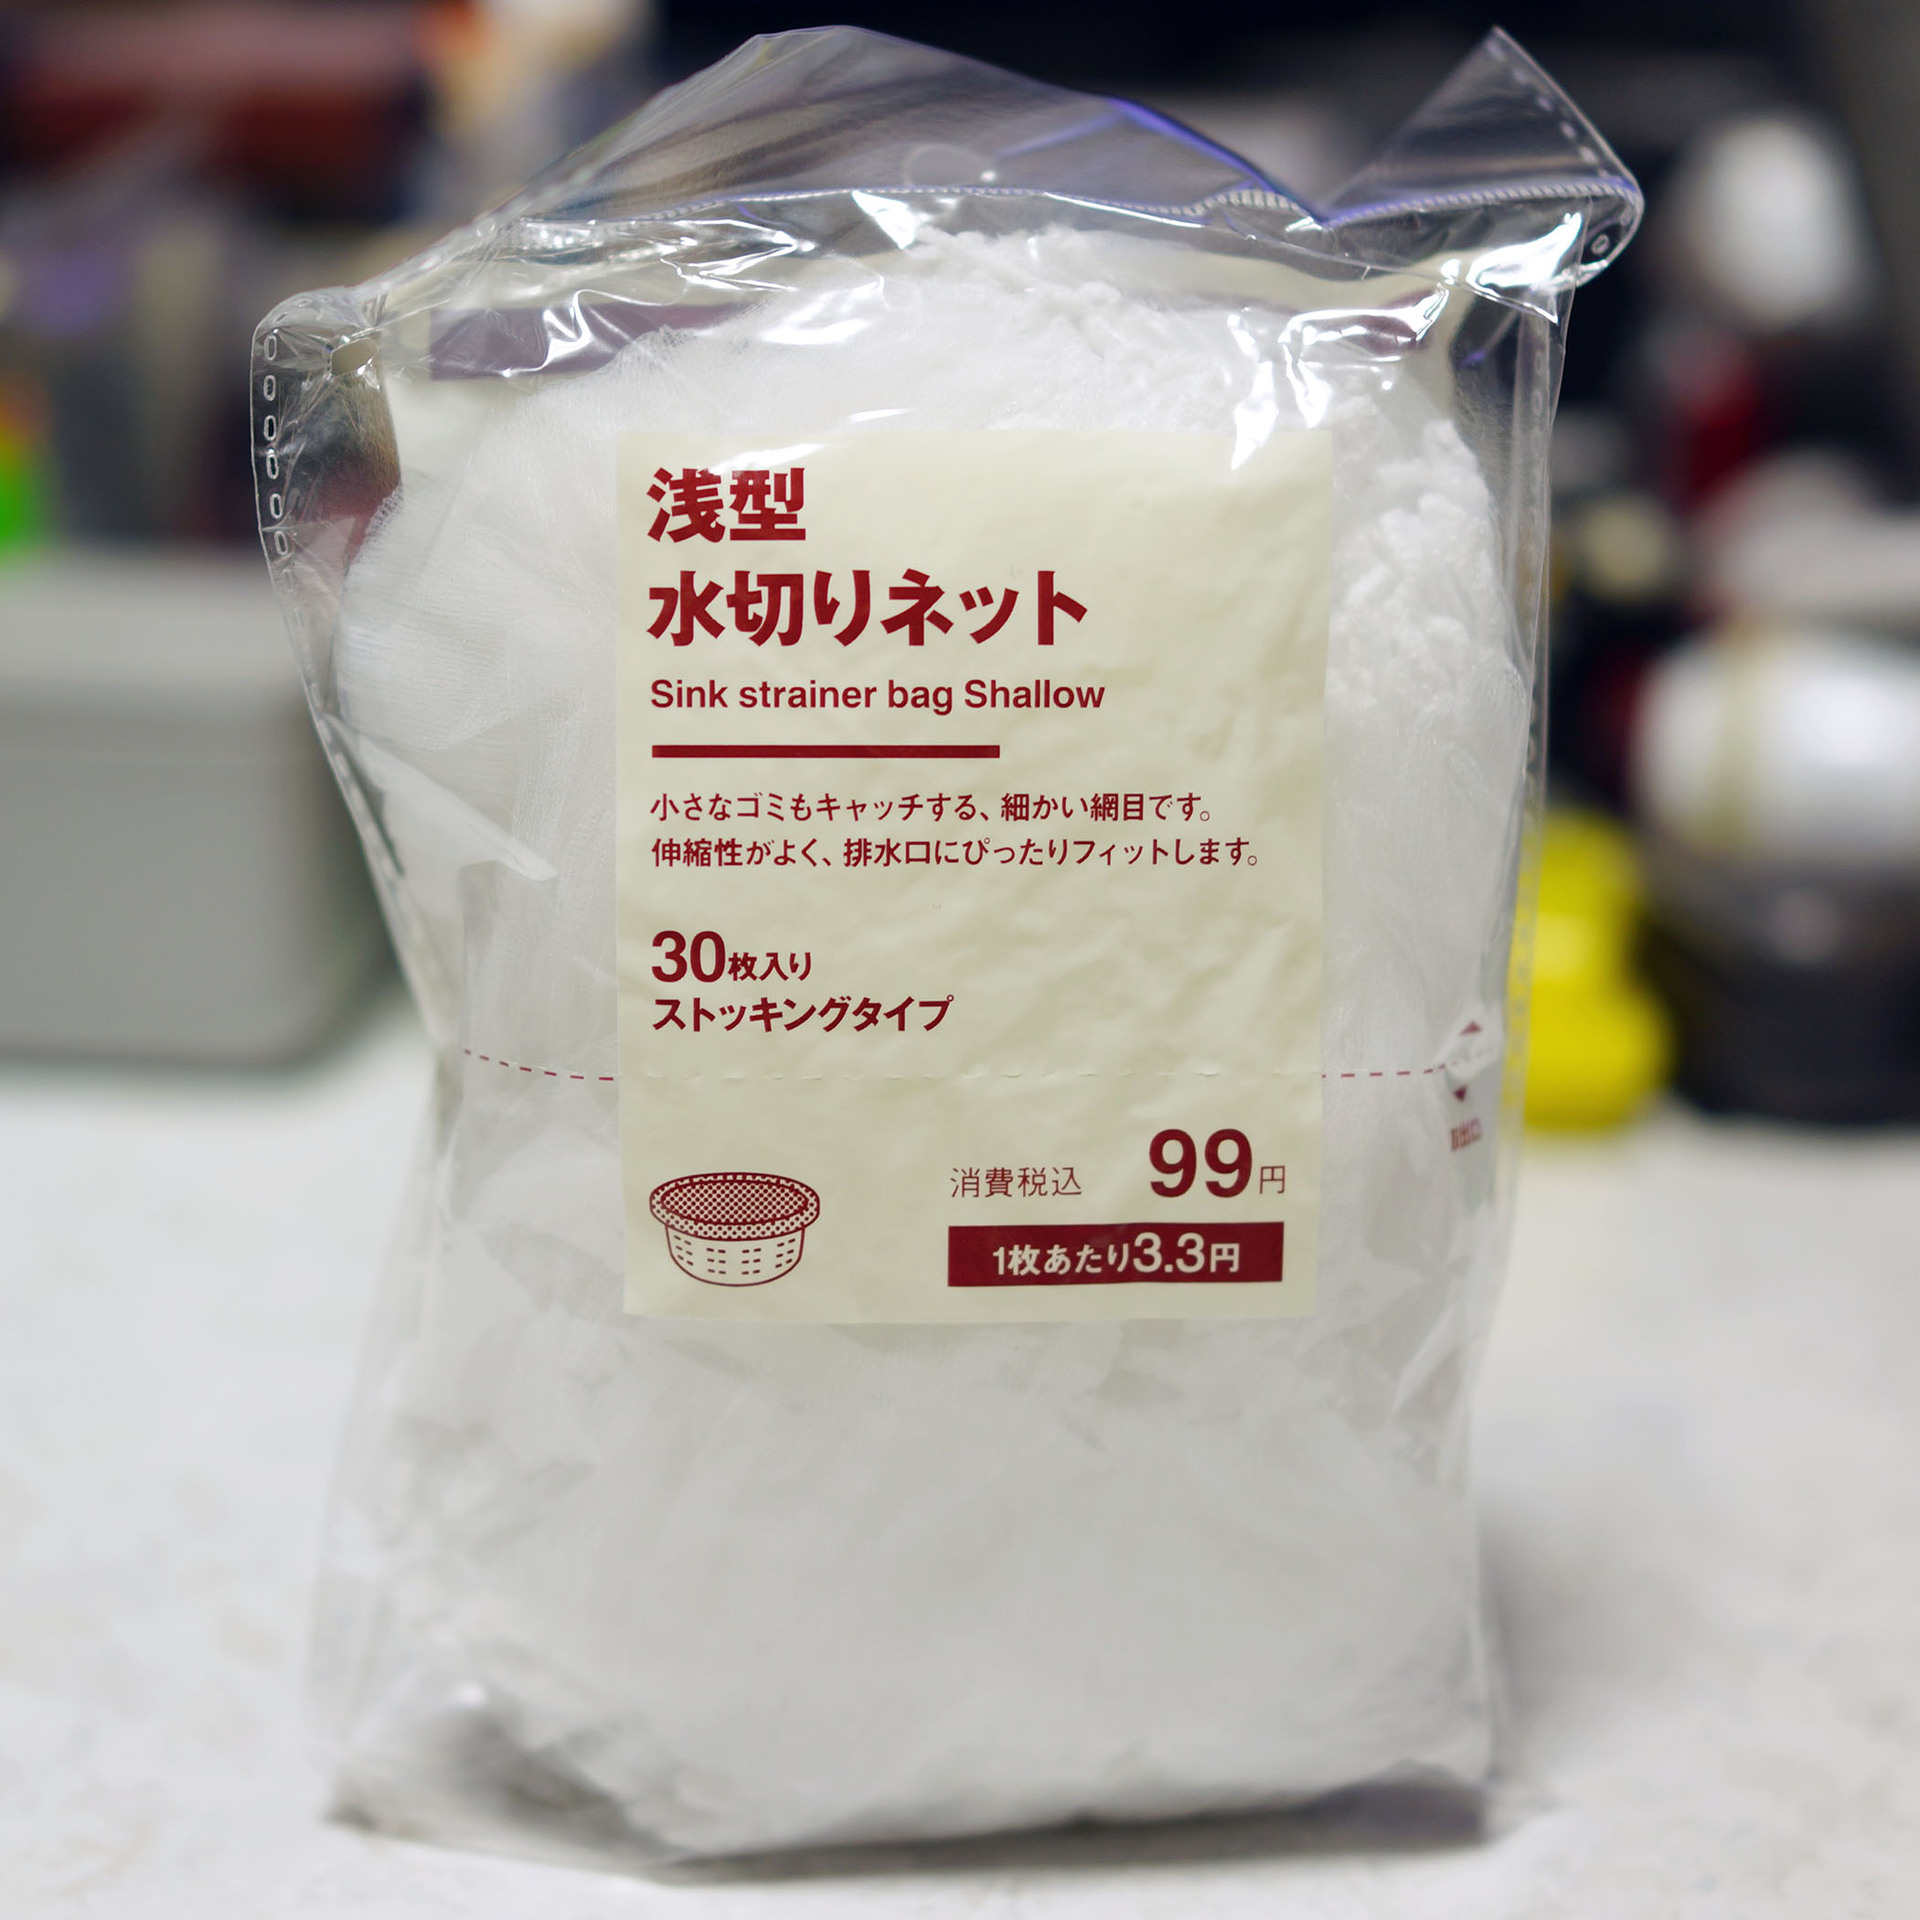 浅型
水切りネット
Sink strainer bag Shallow
小さなゴミもキャッチする、細かい網目です。
伸縮性がよく、排水口にぴったりフィットします。
30枚入り
ストッキングタイプ
消費税込 99円
1枚あたり3.3円